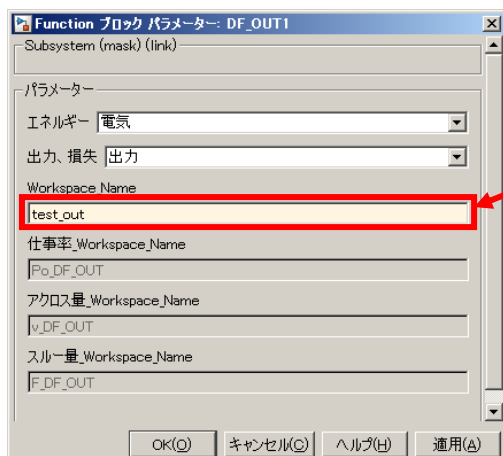 Function ブロック パラメーター: DF_OUT1
Subsystem (mask) (link)
パラメーター
エネルギー 電気
出力、損失 出力
Workspace Name
test_out
仕事率_Workspace_Name
Po_DF_OUT
アクロス量_Workspace_Name
v_DF_OUT
スルー量_Workspace_Name
F_DF_OUT
OK(O) キャンセル(C) ヘルプ(H) 適用(A)